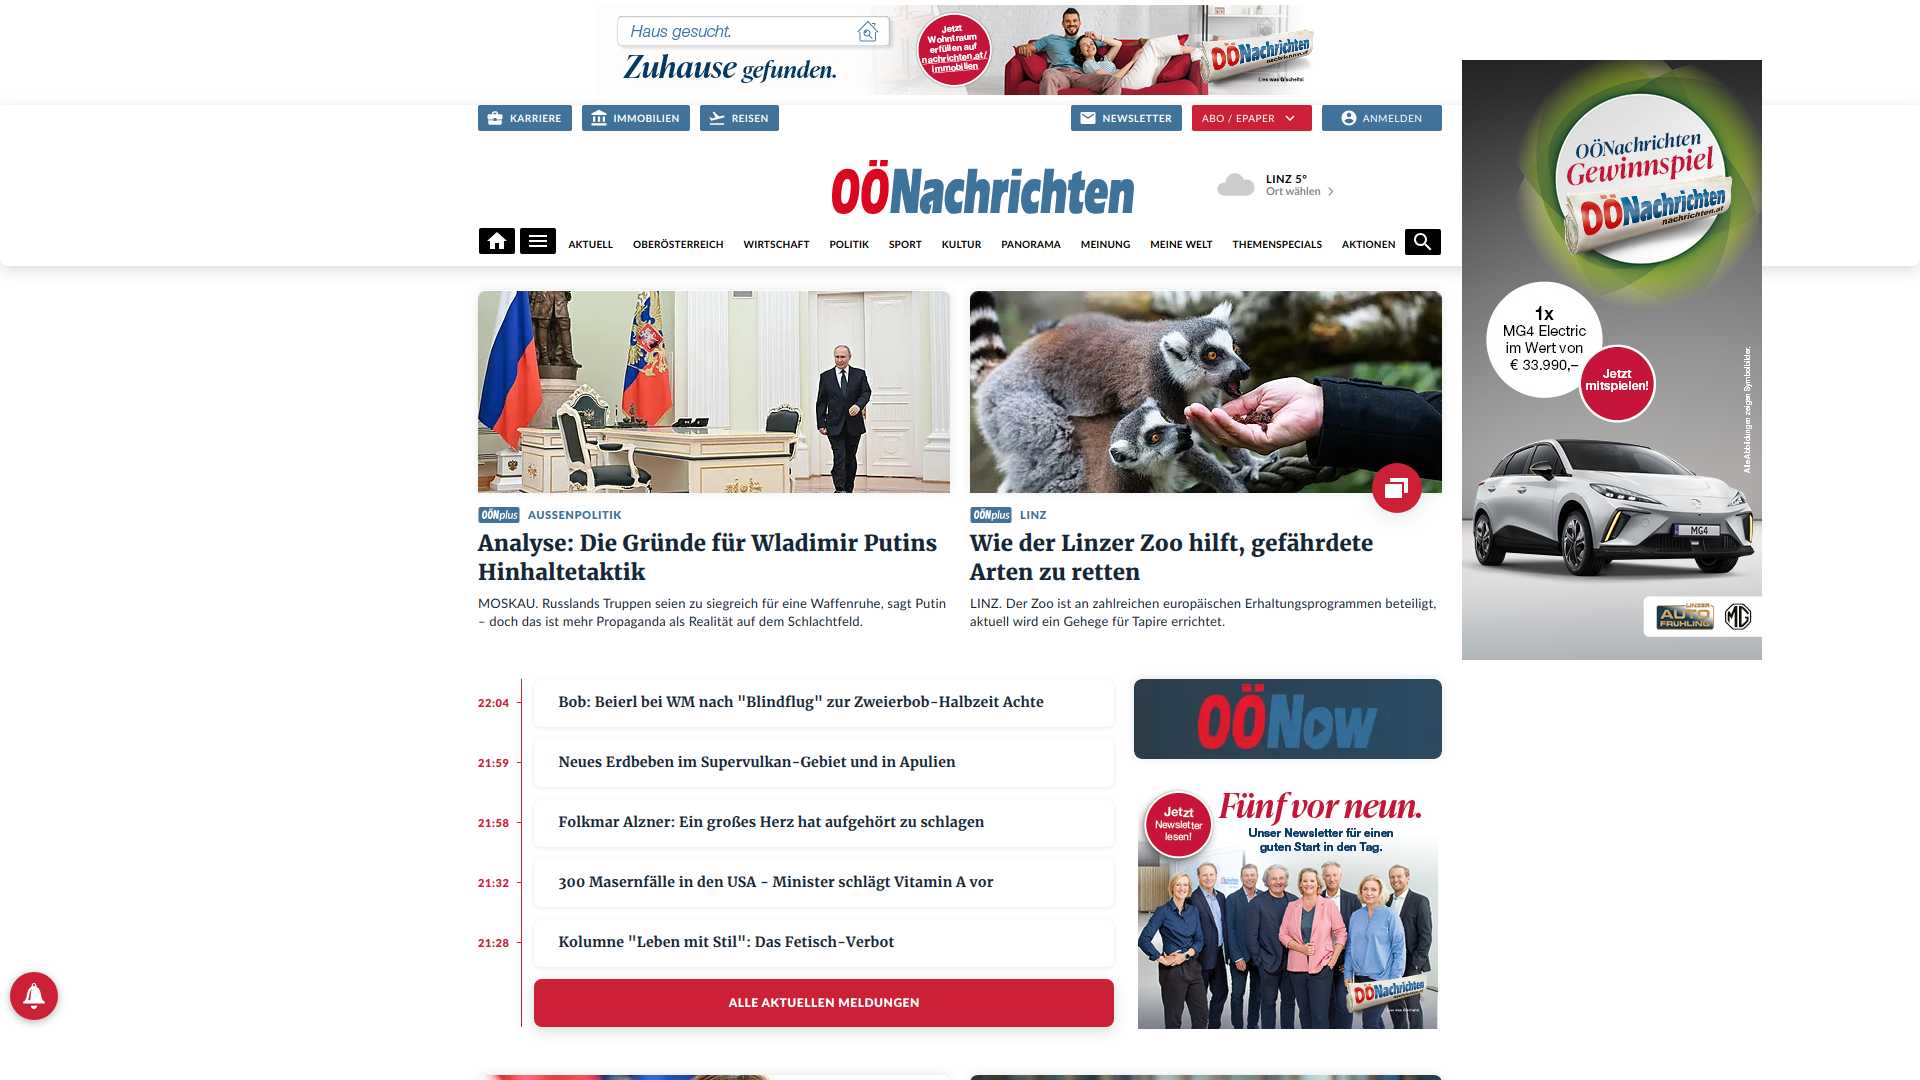 Haus gesucht.
Zuhause gefunden.
Jetzt
Wohntraum
erfüllen auf
nachrichten.at/
immobilien
OÖNachrichten
nachrichten.at
Lies was G'scheits!
KARRIERE
IMMOBILIEN
REISEN
NEWSLETTER
ABO / EPAPER
ANMELDEN
OÖNachrichten
LINZ 5°
Ort wählen
AKTUELL
OBERÖSTERREICH
WIRTSCHAFT
POLITIK
SPORT
KULTUR
PANORAMA
MEINUNG
MEINE WELT
THEMENSPECIALS
AKTIONEN
OÖNachrichten
Gewinnspiel
OÖNachrichten
nachrichten.at
1x
MG4 Electric
im Wert von
€ 33.990,–
Jetzt
mitspielen!
Alle Abbildungen zeigen Symbolbilder.
MG4
LINZER
AUTO
FRÜHLING
MG
OÖNplus AUSSENPOLITIK
Analyse: Die Gründe für Wladimir Putins
Hinhaltetaktik
MOSKAU. Russlands Truppen seien zu siegreich für eine Waffenruhe, sagt Putin
– doch das ist mehr Propaganda als Realität auf dem Schlachtfeld.
OÖNplus LINZ
Wie der Linzer Zoo hilft, gefährdete
Arten zu retten
LINZ. Der Zoo ist an zahlreichen europäischen Erhaltungsprogrammen beteiligt,
aktuell wird ein Gehege für Tapire errichtet.
22:04 Bob: Beierl bei WM nach "Blindflug" zur Zweierbob-Halbzeit Achte
21:59 Neues Erdbeben im Supervulkan-Gebiet und in Apulien
21:58 Folkmar Alzner: Ein großes Herz hat aufgehört zu schlagen
21:32 300 Masernfälle in den USA - Minister schlägt Vitamin A vor
21:28 Kolumne "Leben mit Stil": Das Fetisch-Verbot
ALLE AKTUELLEN MELDUNGEN
OÖNow
Jetzt
Newsletter
lesen!
Fünf vor neun.
Unser Newsletter für einen
guten Start in den Tag.
OÖNachrichten